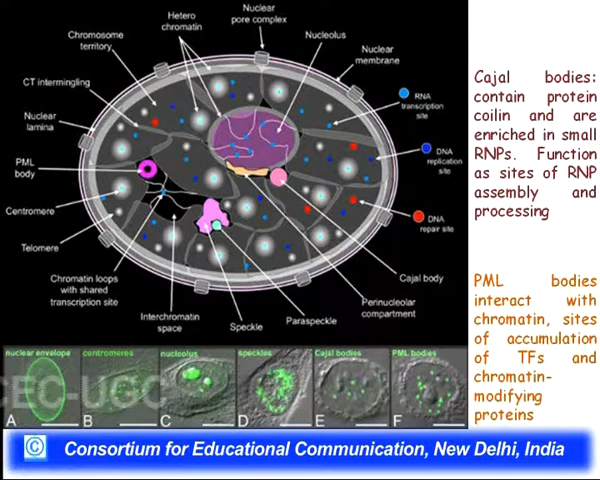 Nuclear
pore complex
Hetero
chromatin
Chromosome
territory
Nucleolus
Nuclear
membrane
CT intermingling
RNA
transcription
site
Nuclear
lamina
DNA
replication
site
PML
body
Centromere
DNA
repair site
Telomere
Chromatin loops
with shared
transcription site
Cajal body
Interchromatin
space
Speckle
Paraspeckle
Perinucleolar
compartment
Cajal bodies:
contain protein
coilin and are
enriched in small
RNPs. Function
as sites of RNP
assembly and
processing
PML bodies
interact with
chromatin, sites
of accumulation
of TFs and
chromatin-
modifying
proteins
nuclear envelope
centromeres
nucleolus
speckles
Cajal bodies
PML bodies
CEC-UGC
A
B
C
D
E
F
© Consortium for Educational Communication, New Delhi, India